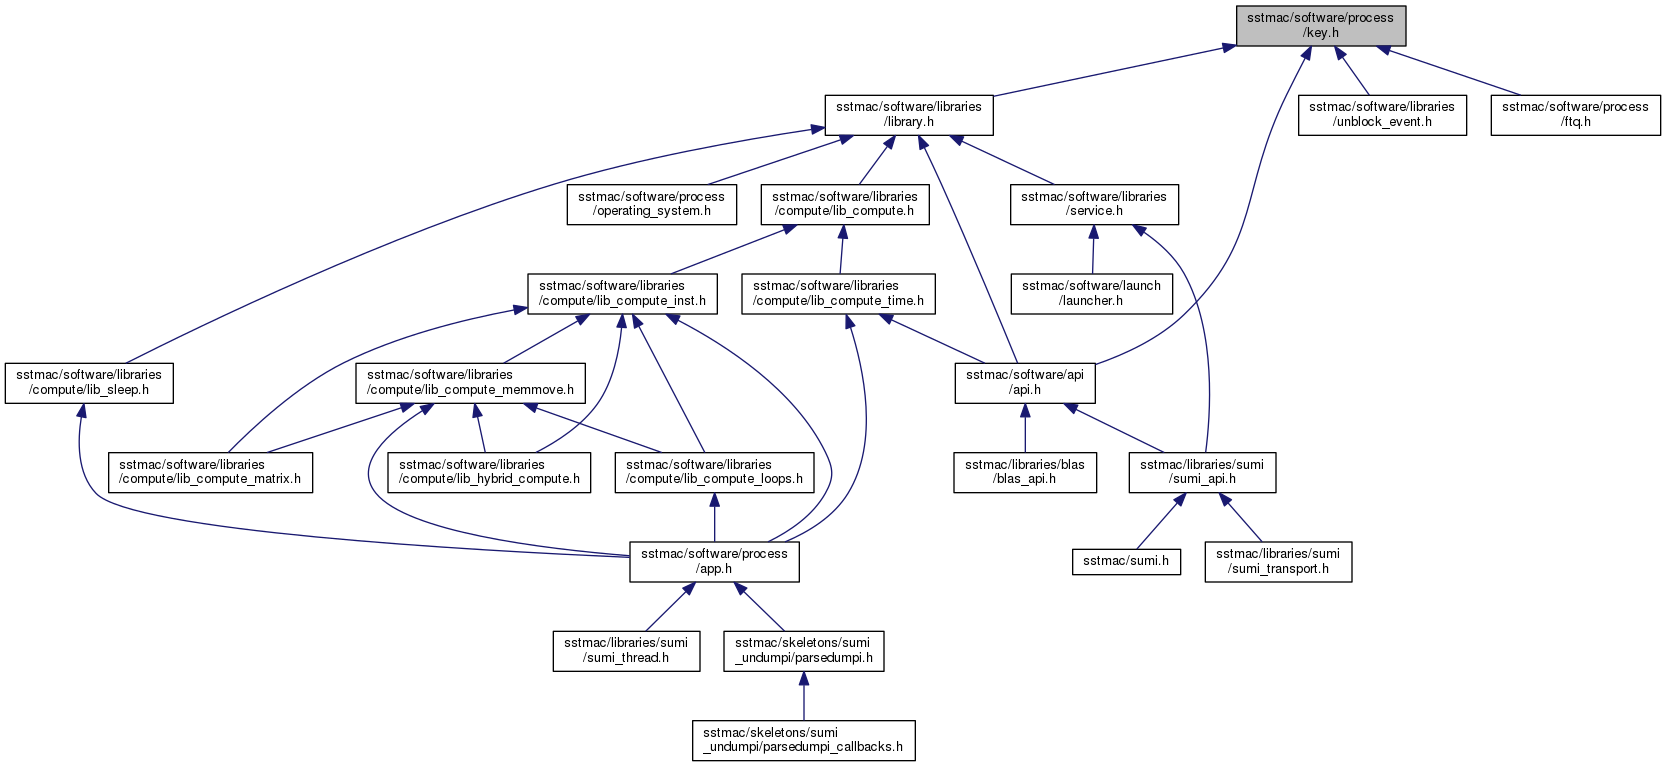 sstmac/software/process
/key.h
sstmac/software/libraries
/library.h
sstmac/software/libraries
/unblock_event.h
sstmac/software/process
/ftq.h
sstmac/software/process
/operating_system.h
sstmac/software/libraries
/compute/lib_compute.h
sstmac/software/libraries
/service.h
sstmac/software/libraries
/compute/lib_compute_inst.h
sstmac/software/libraries
/compute/lib_compute_time.h
sstmac/software/launch
/launcher.h
sstmac/software/libraries
/compute/lib_sleep.h
sstmac/software/libraries
/compute/lib_compute_memmove.h
sstmac/software/api
/api.h
sstmac/software/libraries
/compute/lib_compute_matrix.h
sstmac/software/libraries
/compute/lib_hybrid_compute.h
sstmac/software/libraries
/compute/lib_compute_loops.h
sstmac/libraries/blas
/blas_api.h
sstmac/libraries/sumi
/sumi_api.h
sstmac/software/process
/app.h
sstmac/sumi.h
sstmac/libraries/sumi
/sumi_transport.h
sstmac/libraries/sumi
/sumi_thread.h
sstmac/skeletons/sumi
_undumpi/parsedumpi.h
sstmac/skeletons/sumi
_undumpi/parsedumpi_callbacks.h